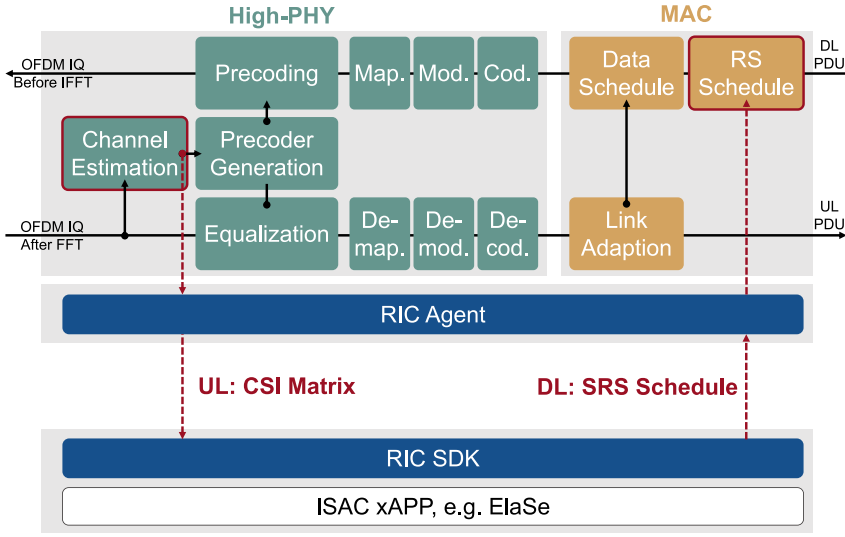 High-PHY
MAC
OFDM IQ
Before IFFT
Precoding
Map.
Mod.
Cod.
Data
Schedule
RS
Schedule
DL
PDU
Channel
Estimation
Precoder
Generation
OFDM IQ
After FFT
Equalization
De-
map.
De-
mod.
De-
cod.
Link
Adaption
UL
PDU
RIC Agent
UL: CSI Matrix
DL: SRS Schedule
RIC SDK
ISAC xAPP, e.g. ElaSe